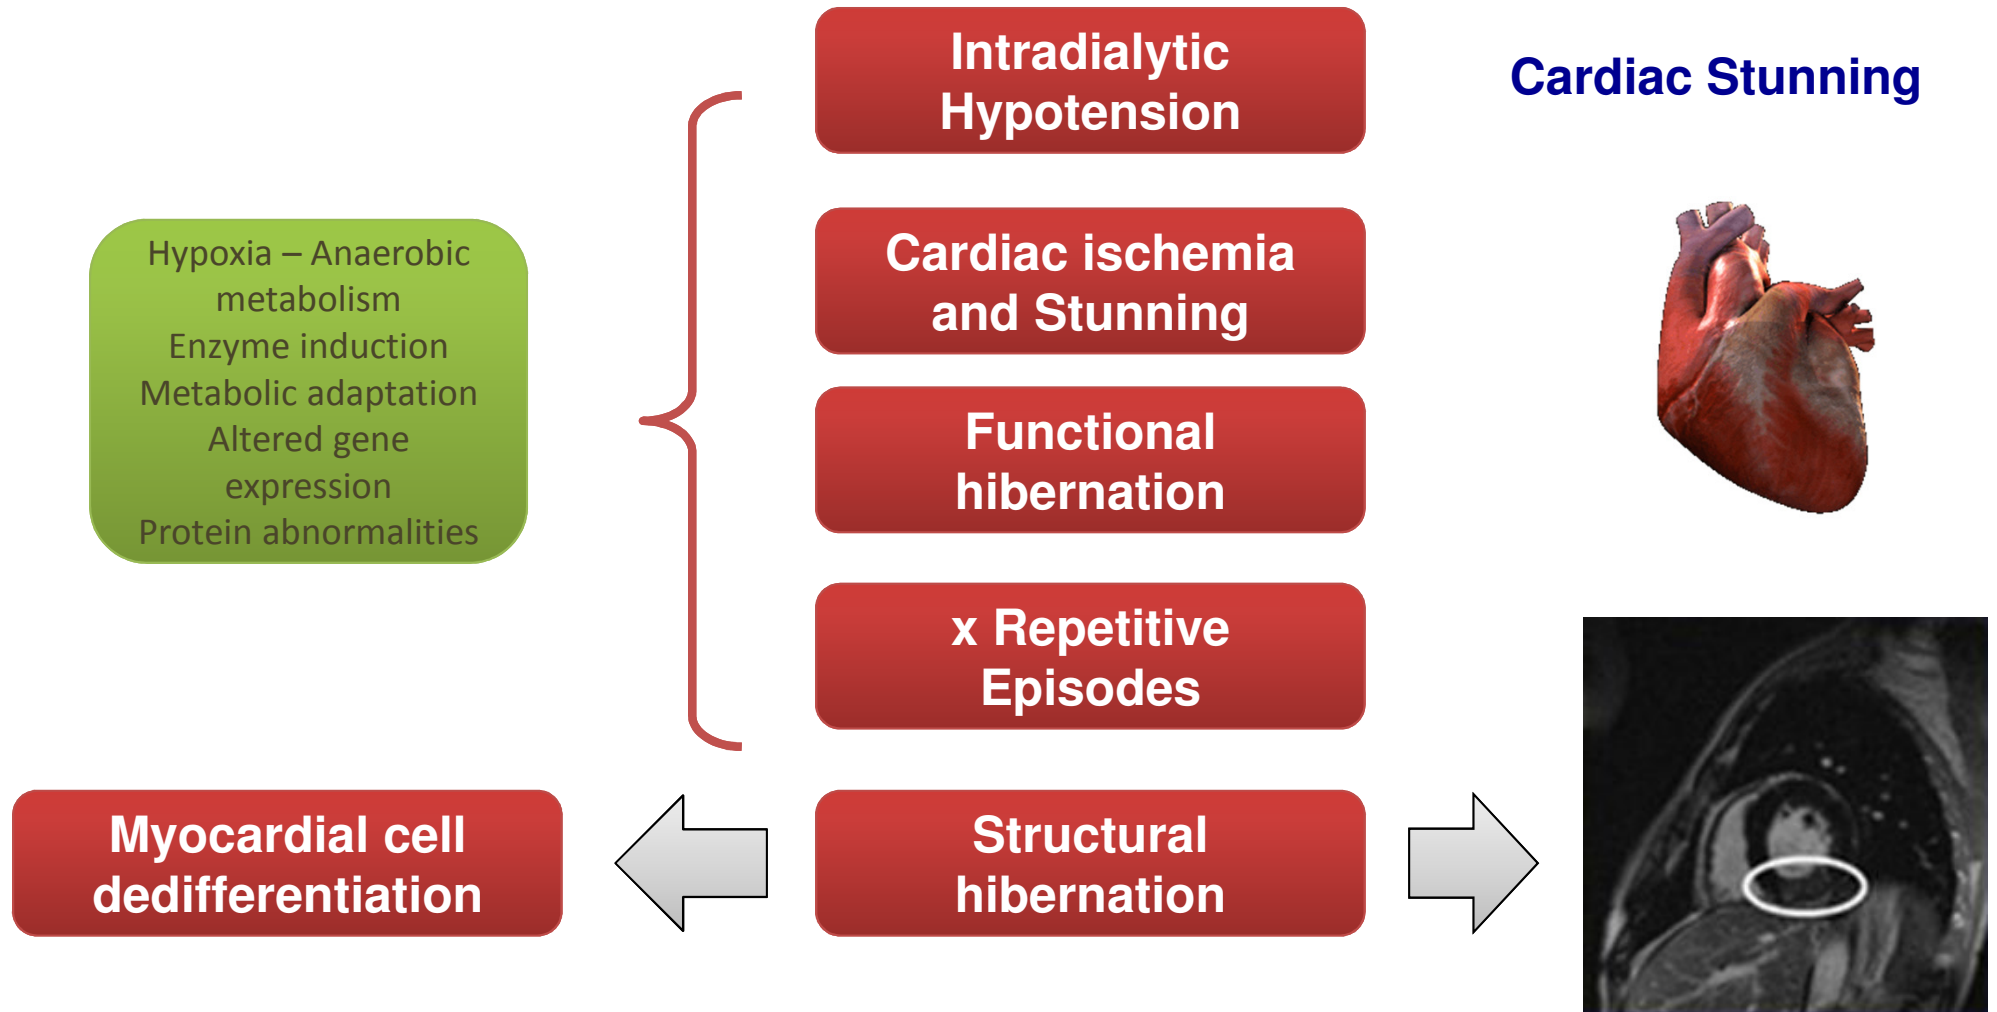 Intradialytic
Hypotension
Cardiac Stunning
Cardiac ischemia
and Stunning
Hypoxia – Anaerobic
metabolism
Enzyme induction
Metabolic adaptation
Altered gene
expression
Protein abnormalities
Functional
hibernation
x Repetitive
Episodes
Myocardial cell
dedifferentiation
Structural
hibernation